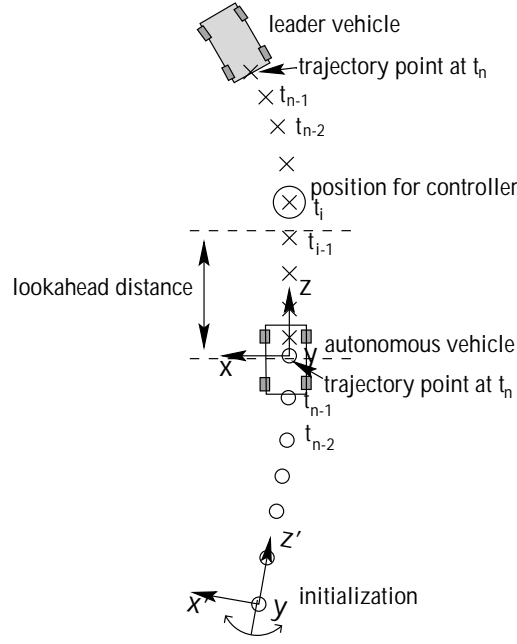 leader vehicle
trajectory point at tn
tn-1
tn-2
position for controller
ti
ti-1
lookahead distance
z
autonomous vehicle
y
x
trajectory point at tn
tn-1
tn-2
z'
x'
y
initialization